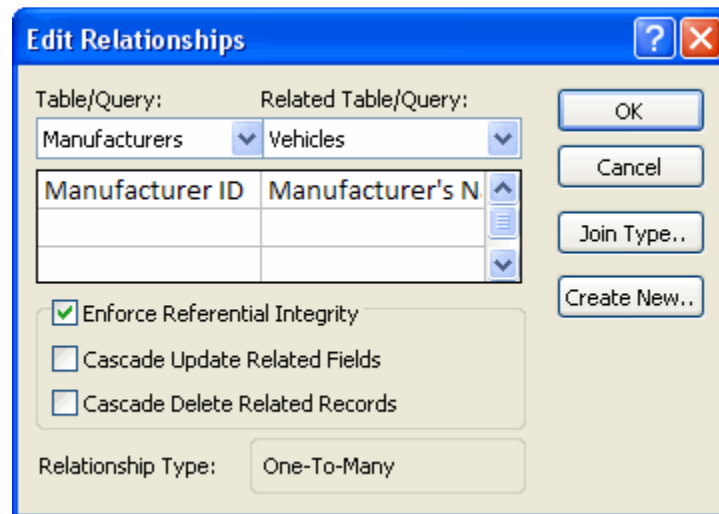 Edit Relationships
Table/Query: Related Table/Query:
Manufacturers Vehicles
Manufacturer ID Manufacturer's N
Enforce Referential Integrity
Cascade Update Related Fields
Cascade Delete Related Records
Relationship Type: One-To-Many
OK
Cancel
Join Type..
Create New..